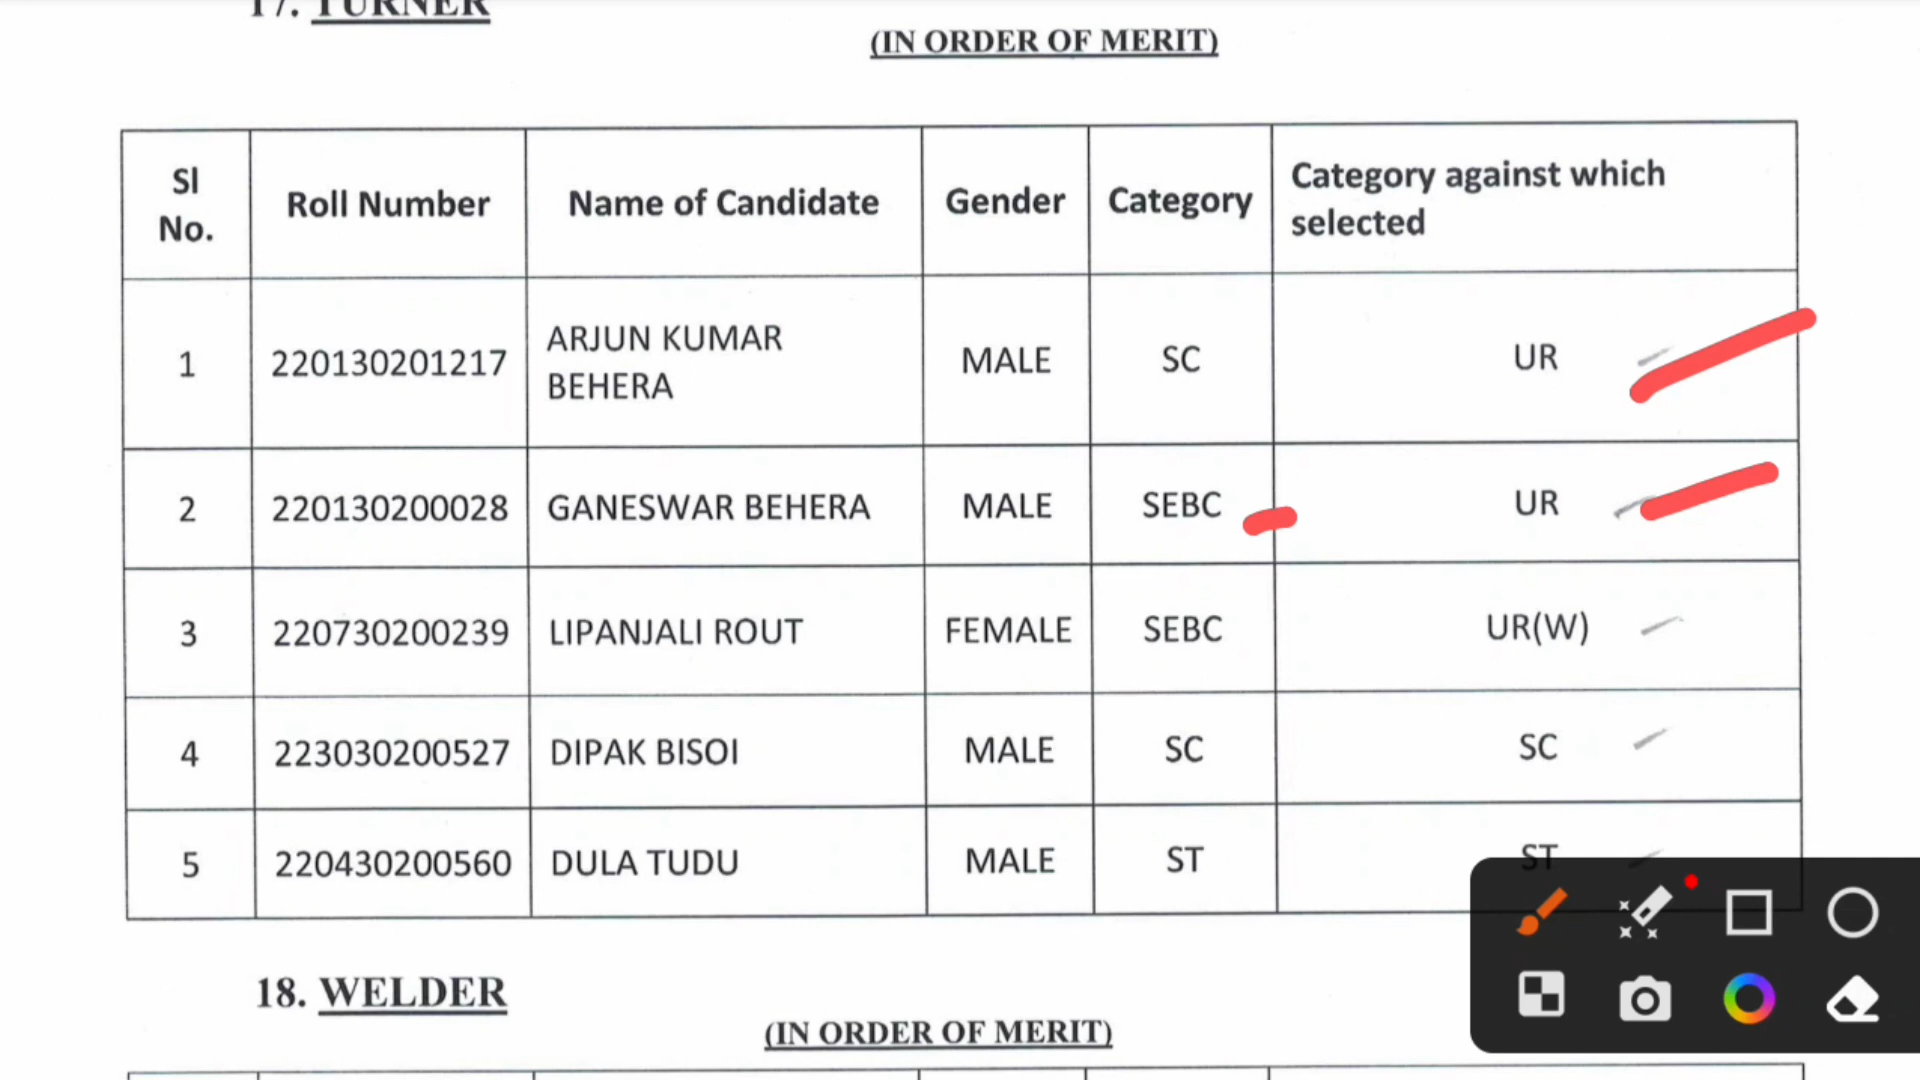 17. TURNER
(IN ORDER OF MERIT)
Sl No. Roll Number Name of Candidate Gender Category Category against which selected
1 220130201217 ARJUN KUMAR BEHERA MALE SC UR
2 220130200028 GANESWAR BEHERA MALE SEBC UR
3 220730200239 LIPANJALI ROUT FEMALE SEBC UR(W)
4 223030200527 DIPAK BISOI MALE SC SC
5 220430200560 DULA TUDU MALE ST ST
18. WELDER
(IN ORDER OF MERIT)